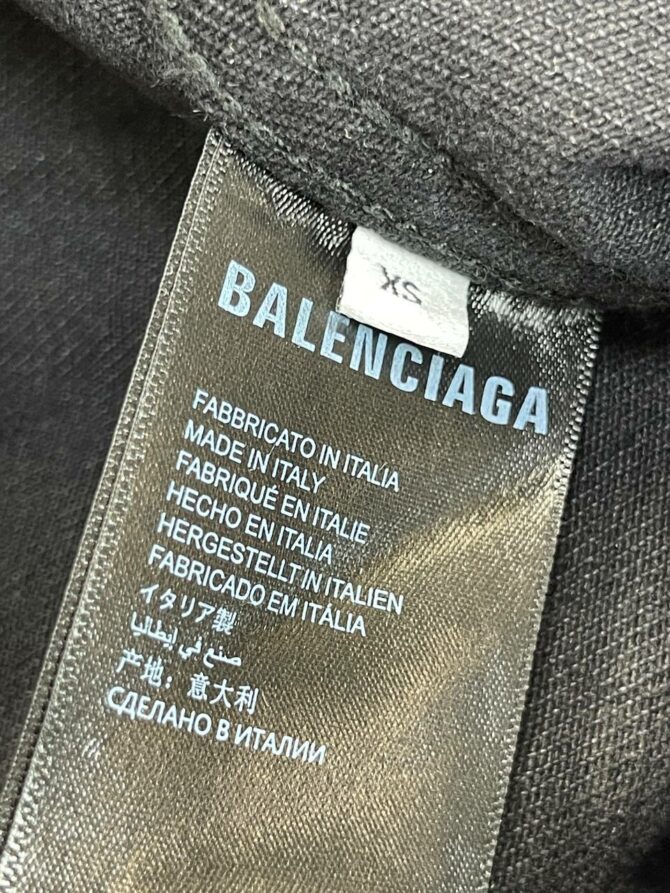 XS
BALENCIAGA
FABBRICATO IN ITALIA
MADE IN ITALY
FABRIQUÉ EN ITALIE
HECHO EN ITALIA
HERGESTELLT IN ITALIEN
FABRICADO EM ITÁLIA
イタリア製
صنع في إيطاليا
产地：意大利
СДЕЛАНО В ИТАЛИИ